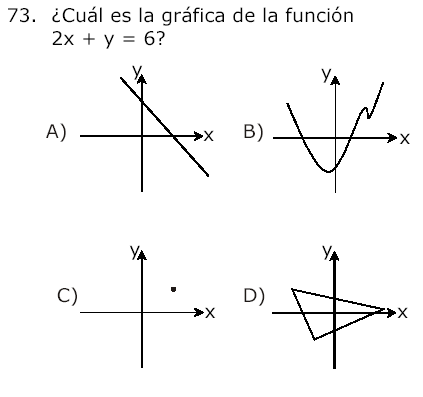 73. ¿Cuál es la gráfica de la función
2x + y = 6?
y
x
A)
y
x
B)
y
x
C)
y
x
D)